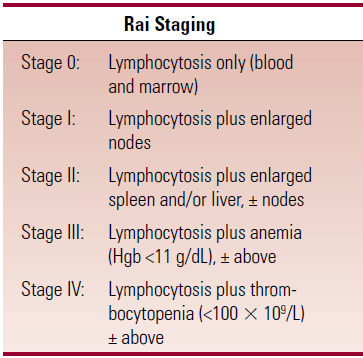 Rai Staging
Stage 0: Lymphocytosis only (blood
and marrow)
Stage I: Lymphocytosis plus enlarged
nodes
Stage II: Lymphocytosis plus enlarged
spleen and/or liver, ± nodes
Stage III: Lymphocytosis plus anemia
(Hgb <11 g/dL), ± above
Stage IV: Lymphocytosis plus throm-
bocytopenia (<100 × 10⁹/L)
± above